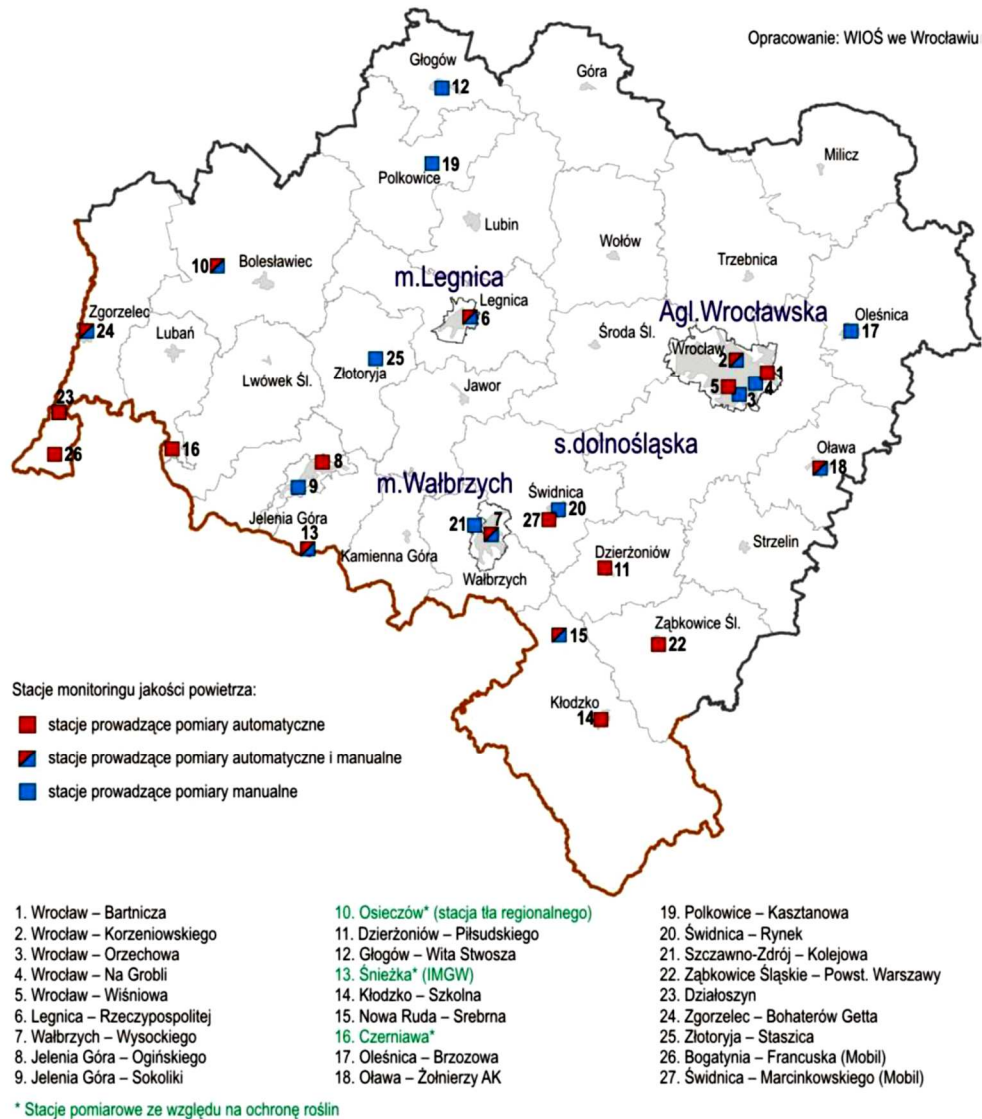 Opracowanie: WIOŚ we Wrocławiu
Głogów
12
Góra
Milicz
19
Polkowice
Lubin
Wołów
Trzebnica
10
Bolesławiec
m.Legnica
Legnica
6
Agl.Wrocławska
Oleśnica
17
Zgorzelec
24
Lubań
Lwówek Śl.
25
Złotoryja
Jawor
Środa Śl.
Wrocław
2
1
5
4
3
23
26
16
8
9
Jelenia Góra
13
m.Wałbrzych
s.dolnośląska
Oława
18
Świdnica
20
27
21
7
Kamienna Góra
Wałbrzych
Dzierżoniów
11
Strzelin
15
Ząbkowice Śl.
22
Kłodzko
14
Stacje monitoringu jakości powietrza:
stacje prowadzące pomiary automatyczne
stacje prowadzące pomiary automatyczne i manualne
stacje prowadzące pomiary manualne
1. Wrocław – Bartnicza
2. Wrocław – Korzeniowskiego
3. Wrocław – Orzechowa
4. Wrocław – Na Grobli
5. Wrocław – Wiśniowa
6. Legnica – Rzeczypospolitej
7. Wałbrzych – Wysockiego
8. Jelenia Góra – Ogińskiego
9. Jelenia Góra – Sokoliki
10. Osieczów* (stacja tła regionalnego)
11. Dzierżoniów – Piłsudskiego
12. Głogów – Wita Stwosza
13. Śnieżka* (IMGW)
14. Kłodzko – Szkolna
15. Nowa Ruda – Srebrna
16. Czerniawa*
17. Oleśnica – Brzozowa
18. Oława – Żołnierzy AK
19. Polkowice – Kasztanowa
20. Świdnica – Rynek
21. Szczawno-Zdrój – Kolejowa
22. Ząbkowice Śląskie – Powst. Warszawy
23. Działoszyn
24. Zgorzelec – Bohaterów Getta
25. Złotoryja – Staszica
26. Bogatynia – Francuska (Mobil)
27. Świdnica – Marcinkowskiego (Mobil)
* Stacje pomiarowe ze względu na ochronę roślin